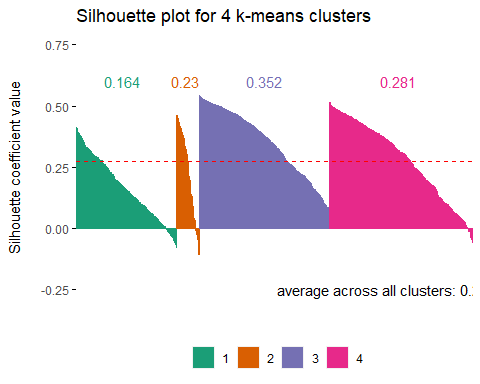 Silhouette plot for 4 k-means clusters
0.75
0.164 0.23 0.352 0.281
0.50
0.25
0.00
-0.25
Silhouette coefficient value
average across all clusters: 0.
1 2 3 4